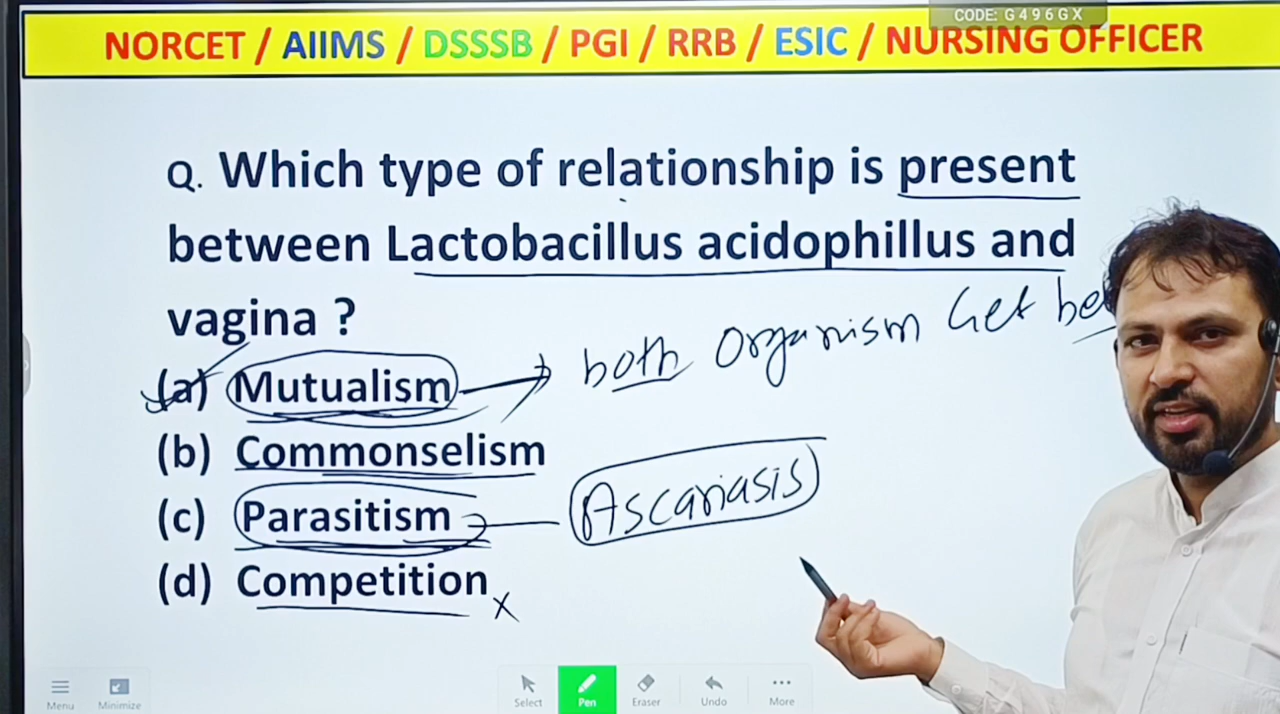 CODE: G496GX
NORCET / AIIMS / DSSSB / PGI / RRB / ESIC / NURSING OFFICER
Q. Which type of relationship is present
between Lactobacillus acidophillus and
vagina ?
(a) Mutualism → both Organism Get be
(b) Commonselism
(c) Parasitism Ascariasis
(d) Competition x
Menu Minimize Select Pen Eraser Undo More